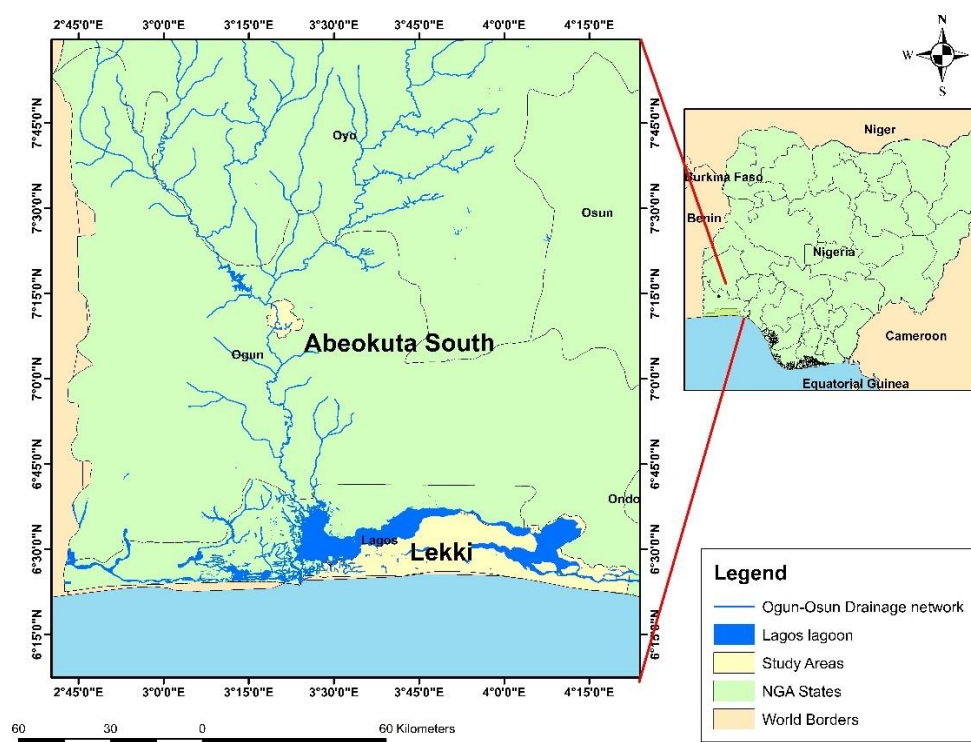 2°45'0"E 3°0'0"E 3°15'0"E 3°30'0"E 3°45'0"E 4°0'0"E 4°15'0"E
N
W
S
7°45'0"N
7°45'0"N
Oyo
Niger
Burkina Faso
7°30'0"N
7°30'0"N
Osun
Benin
Nigeria
7°15'0"N
7°15'0"N
Abeokuta South
Ogun
Cameroon
7°0'0"N
7°0'0"N
Equatorial Guinea
6°45'0"N
6°45'0"N
Ondo
Lagos
Lekki
6°30'0"N
6°30'0"N
6°15'0"N
6°15'0"N
2°45'0"E 3°0'0"E 3°15'0"E 3°30'0"E 3°45'0"E 4°0'0"E 4°15'0"E
Legend
Ogun-Osun Drainage network
Lagos lagoon
Study Areas
NGA States
World Borders
60 30 0 60 Kilometers